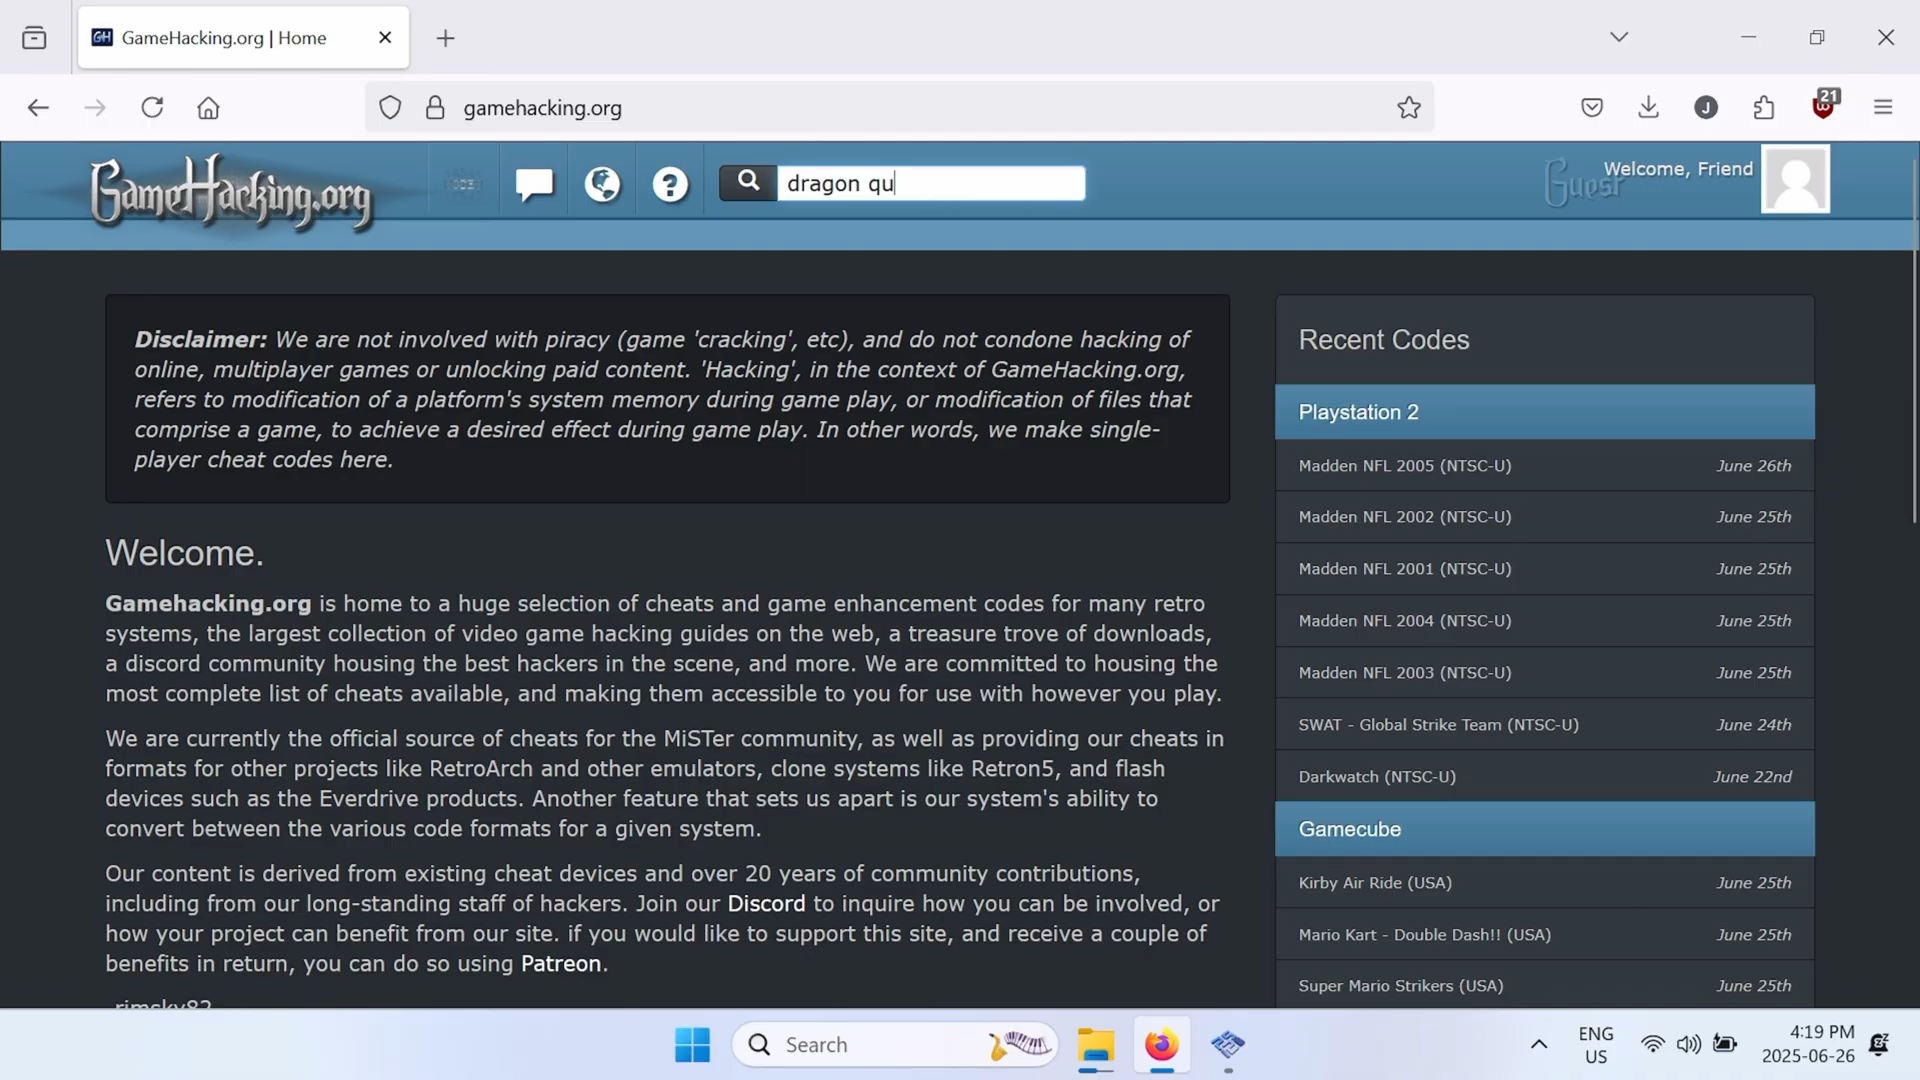 GH GameHacking.org | Home
gamehacking.org
J
21
GameHacking.org
?
dragon qu
Guest
Welcome, Friend
Disclaimer: We are not involved with piracy (game 'cracking', etc), and do not condone hacking of
online, multiplayer games or unlocking paid content. 'Hacking', in the context of GameHacking.org,
refers to modification of a platform's system memory during game play, or modification of files that
comprise a game, to achieve a desired effect during game play. In other words, we make single-
player cheat codes here.
Welcome.
Gamehacking.org is home to a huge selection of cheats and game enhancement codes for many retro
systems, the largest collection of video game hacking guides on the web, a treasure trove of downloads,
a discord community housing the best hackers in the scene, and more. We are committed to housing the
most complete list of cheats available, and making them accessible to you for use with however you play.
We are currently the official source of cheats for the MiSTer community, as well as providing our cheats in
formats for other projects like RetroArch and other emulators, clone systems like Retron5, and flash
devices such as the Everdrive products. Another feature that sets us apart is our system's ability to
convert between the various code formats for a given system.
Our content is derived from existing cheat devices and over 20 years of community contributions,
including from our long-standing staff of hackers. Join our Discord to inquire how you can be involved, or
how your project can benefit from our site. if you would like to support this site, and receive a couple of
benefits in return, you can do so using Patreon.
Recent Codes
Playstation 2
Madden NFL 2005 (NTSC-U) June 26th
Madden NFL 2002 (NTSC-U) June 25th
Madden NFL 2001 (NTSC-U) June 25th
Madden NFL 2004 (NTSC-U) June 25th
Madden NFL 2003 (NTSC-U) June 25th
SWAT - Global Strike Team (NTSC-U) June 24th
Darkwatch (NTSC-U) June 22nd
Gamecube
Kirby Air Ride (USA) June 25th
Mario Kart - Double Dash!! (USA) June 25th
Super Mario Strikers (USA) June 25th
Search
ENG
US
4:19 PM
2025-06-26